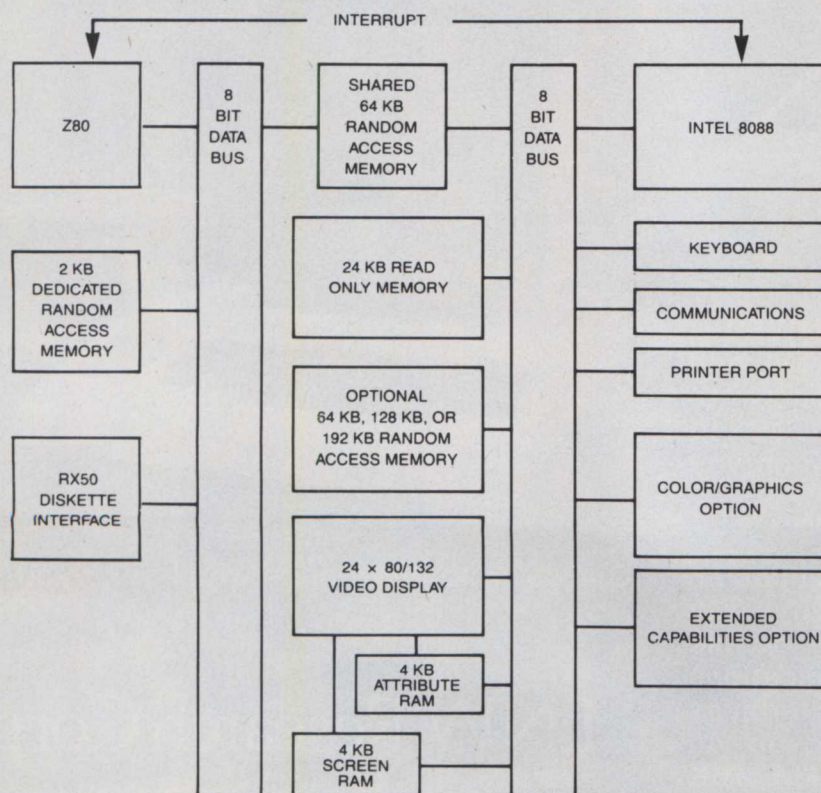 INTERRUPT
Z80
8
BIT
DATA
BUS
SHARED
64 KB
RANDOM
ACCESS
MEMORY
8
BIT
DATA
BUS
INTEL 8088
2 KB
DEDICATED
RANDOM
ACCESS
MEMORY
24 KB READ
ONLY MEMORY
KEYBOARD
COMMUNICATIONS
PRINTER PORT
OPTIONAL
64 KB, 128 KB, OR
192 KB RANDOM
ACCESS MEMORY
RX50
DISKETTE
INTERFACE
COLOR/GRAPHICS
OPTION
24 × 80/132
VIDEO DISPLAY
EXTENDED
CAPABILITIES OPTION
4 KB
ATTRIBUTE
RAM
4 KB
SCREEN
RAM